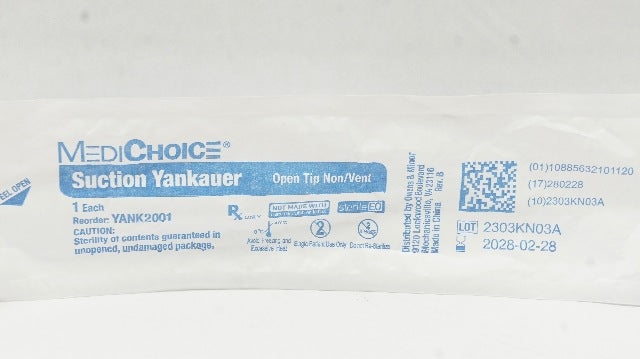 PEEL OPEN
MEDICHOICE®
Suction Yankauer Open Tip Non/Vent
1 Each
Reorder: YANK2001
CAUTION:
Sterility of contents guaranteed in
unopened, undamaged package.
Rx ONLY
NOT MADE WITH
STERILE EO
Avoid Freezing and
Excessive Heat
Single Patient Use Only
Do Not Re-Sterilize
Distributed by Owens & Minor
9120 Lockwood Boulevard
Mechanicsville, VA 23116
Made in China Rev. B
(01)10885632101120
(17)280228
(10)2303KN03A
LOT 2303KN03A
2028-02-28